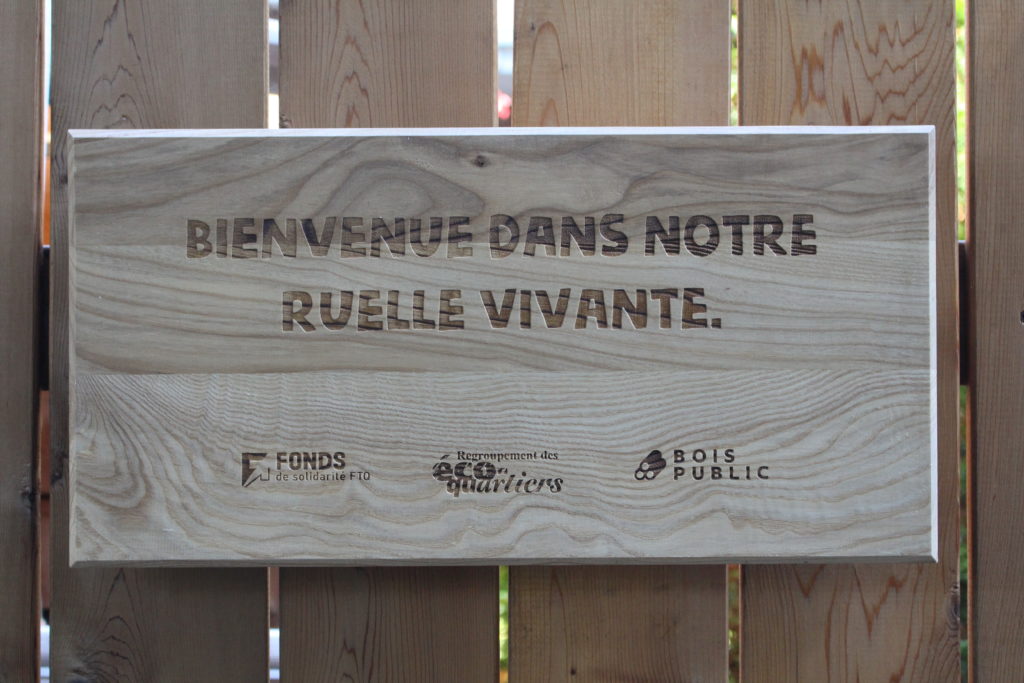 BIENVENUE DANS NOTRE
RUELLE VIVANTE.
FONDS
de solidarité FTQ
Regroupement des
éco-
quartiers
BOIS
PUBLIC